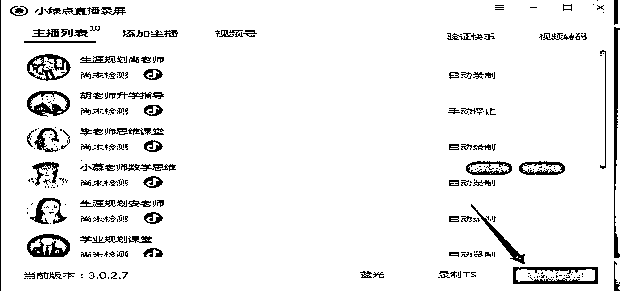 小绿点直播录屏
主播列表10 添加主播 视频号 验证快手 视频转码
生涯规划高老师
尚未检测 自动录制
胡老师升学指导
尚未检测 手动停止
李老师思维课堂
尚未检测 自动录制
小慕老师数学思维
尚未检测 自动录制
生涯规划安老师
尚未检测 自动录制
学业规划课堂
尚未检测 自动录制
当前版本：3.0.2.7 蓝光 录制TS